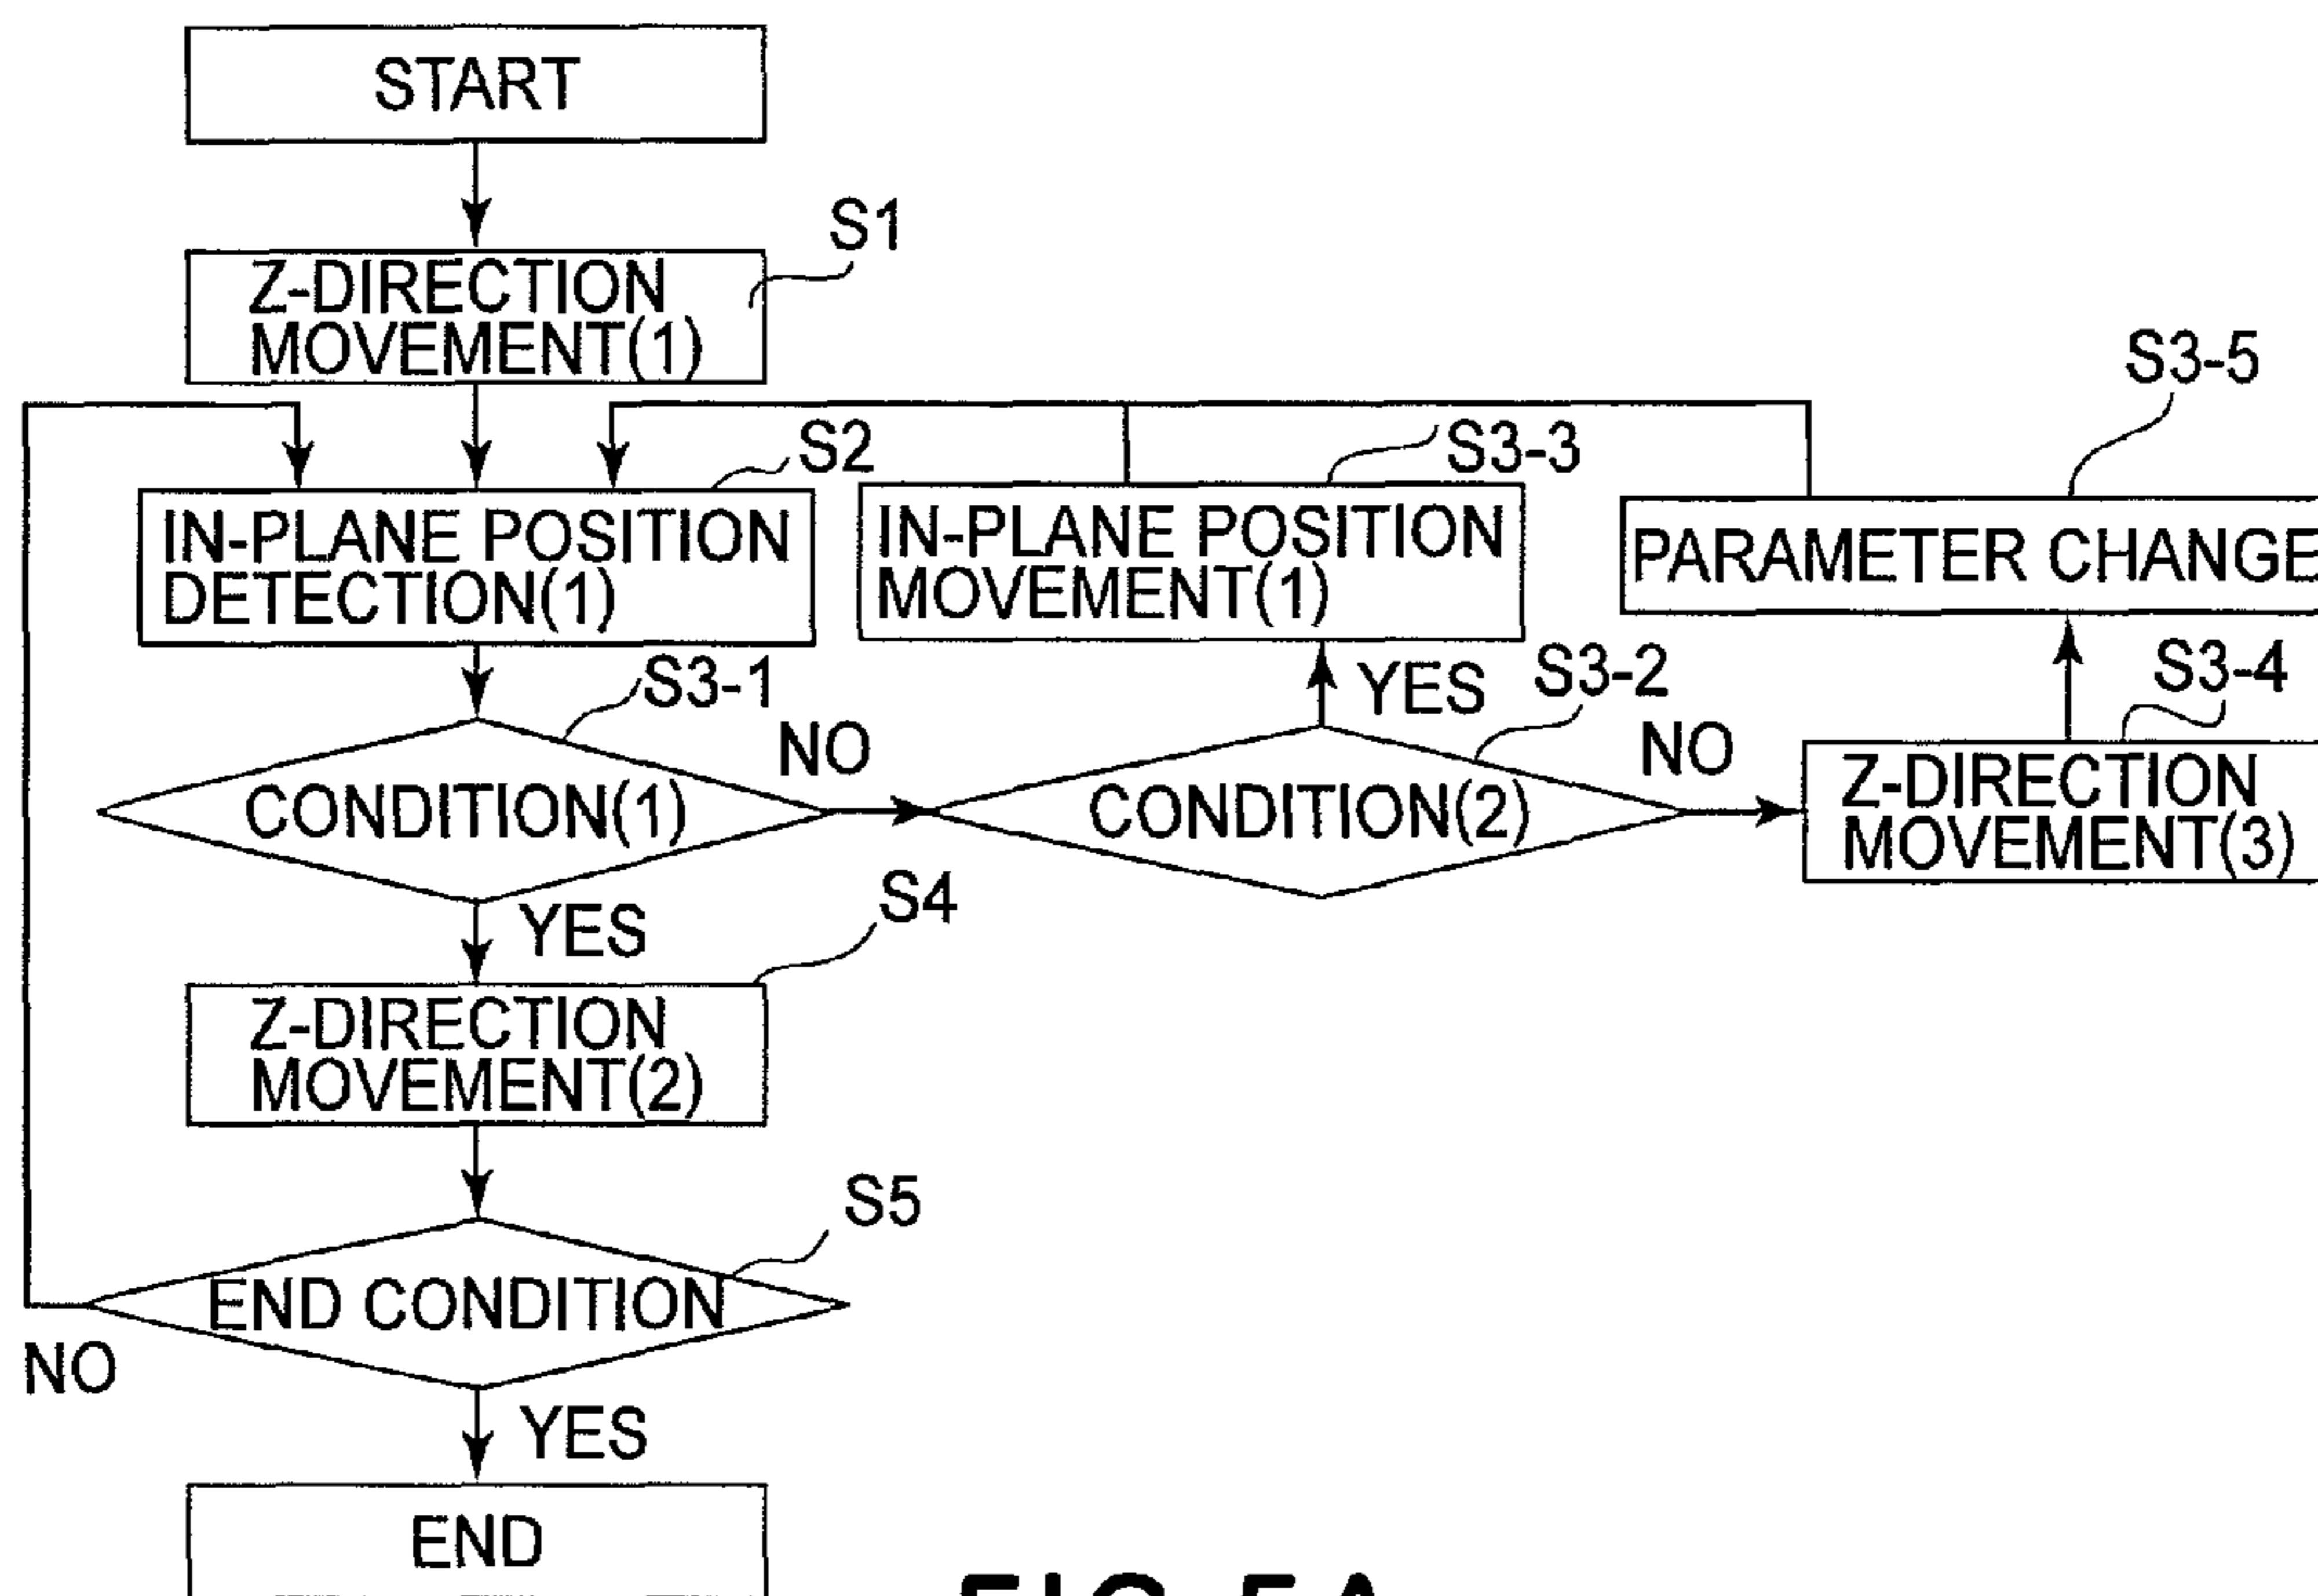 START
S1
Z-DIRECTION
MOVEMENT(1)
S3-5
S2
S3-3
IN-PLANE POSITION
DETECTION(1)
IN-PLANE POSITION
MOVEMENT(1)
PARAMETER CHANGE
S3-1
YES
S3-2
S3-4
NO
NO
CONDITION(1)
CONDITION(2)
Z-DIRECTION
MOVEMENT(3)
YES
S4
Z-DIRECTION
MOVEMENT(2)
S5
END CONDITION
NO
YES
END
FIG.5A